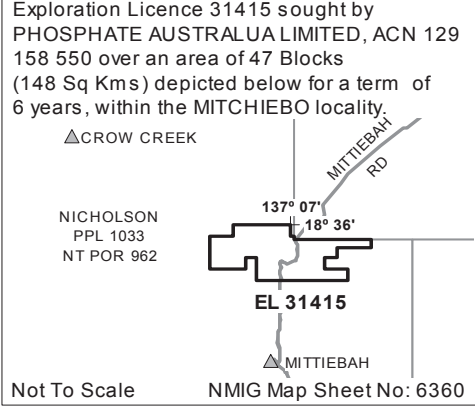 Exploration Licence 31415 sought by
PHOSPHATE AUSTRALUA LIMITED, ACN 129
158 550 over an area of 47 Blocks
(148 Sq Kms) depicted below for a term of
6 years, within the MITCHIEBO locality.
CROW CREEK
MITTIEBAH
RD
137° 07'
18° 36'
NICHOLSON
PPL 1033
NT POR 962
EL 31415
MITTIEBAH
Not To Scale NMIG Map Sheet No: 6360